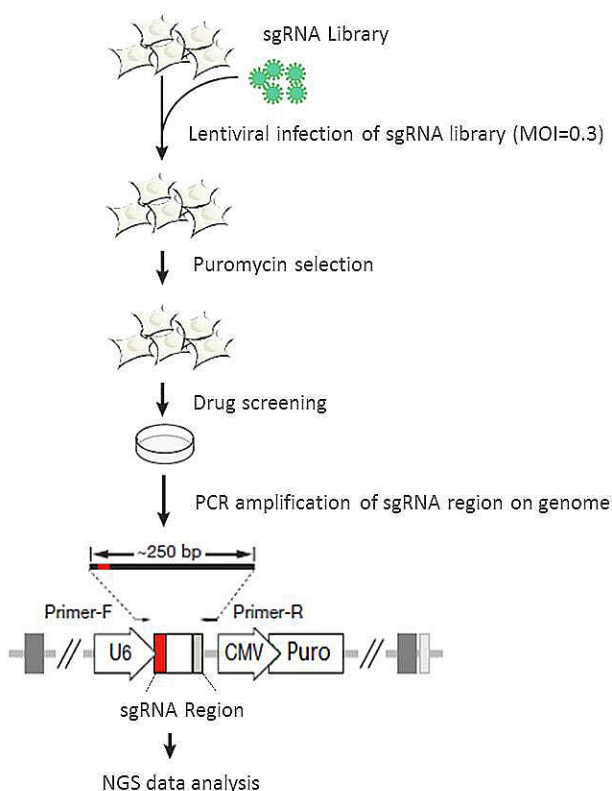 sgRNA Library
Lentiviral infection of sgRNA library (MOI=0.3)
Puromycin selection
Drug screening
PCR amplification of sgRNA region on genome
~250 bp
Primer-F
Primer-R
U6
CMV
Puro
sgRNA Region
NGS data analysis